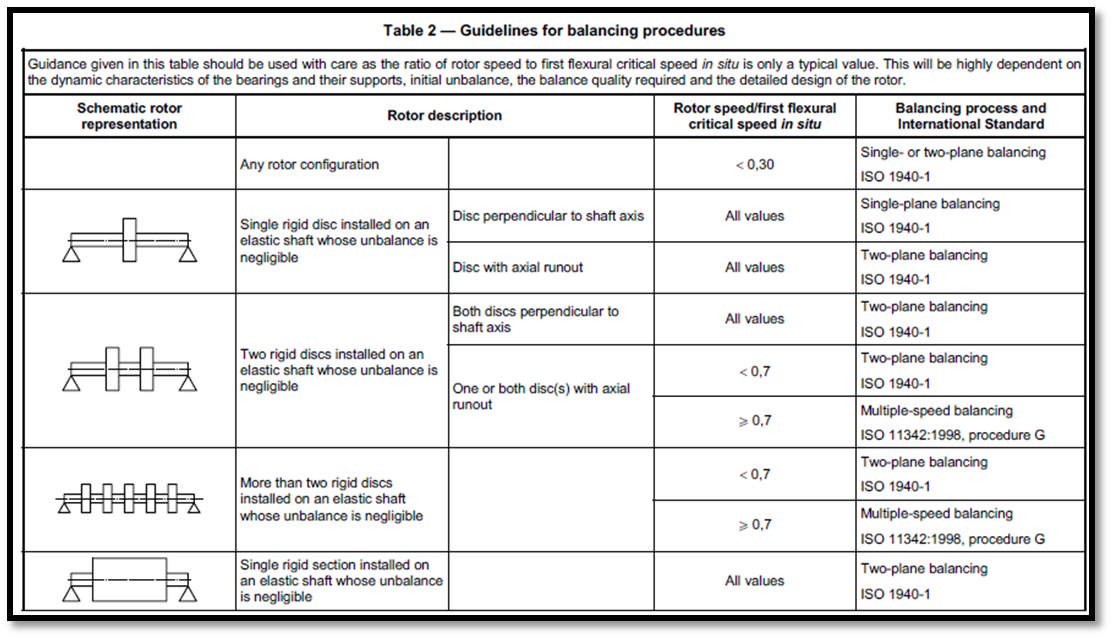 Table 2 — Guidelines for balancing procedures
Guidance given in this table should be used with care as the ratio of rotor speed to first flexural critical speed in situ is only a typical value. This will be highly dependent on
the dynamic characteristics of the bearings and their supports, initial unbalance, the balance quality required and the detailed design of the rotor.
Schematic rotor
representation
Rotor description
Rotor speed/first flexural
critical speed in situ
Balancing process and
International Standard
Any rotor configuration
< 0,30
Single- or two-plane balancing
ISO 1940-1
Single rigid disc installed on an
elastic shaft whose unbalance is
negligible
Disc perpendicular to shaft axis
All values
Single-plane balancing
ISO 1940-1
Disc with axial runout
All values
Two-plane balancing
ISO 1940-1
Two rigid discs installed on an
elastic shaft whose unbalance is
negligible
Both discs perpendicular to
shaft axis
All values
Two-plane balancing
ISO 1940-1
One or both disc(s) with axial
runout
< 0,7
Two-plane balancing
ISO 1940-1
⩾ 0,7
Multiple-speed balancing
ISO 11342:1998, procedure G
More than two rigid discs
installed on an elastic shaft
whose unbalance is negligible
< 0,7
Two-plane balancing
ISO 1940-1
⩾ 0,7
Multiple-speed balancing
ISO 11342:1998, procedure G
Single rigid section installed on
an elastic shaft whose unbalance
is negligible
All values
Two-plane balancing
ISO 1940-1